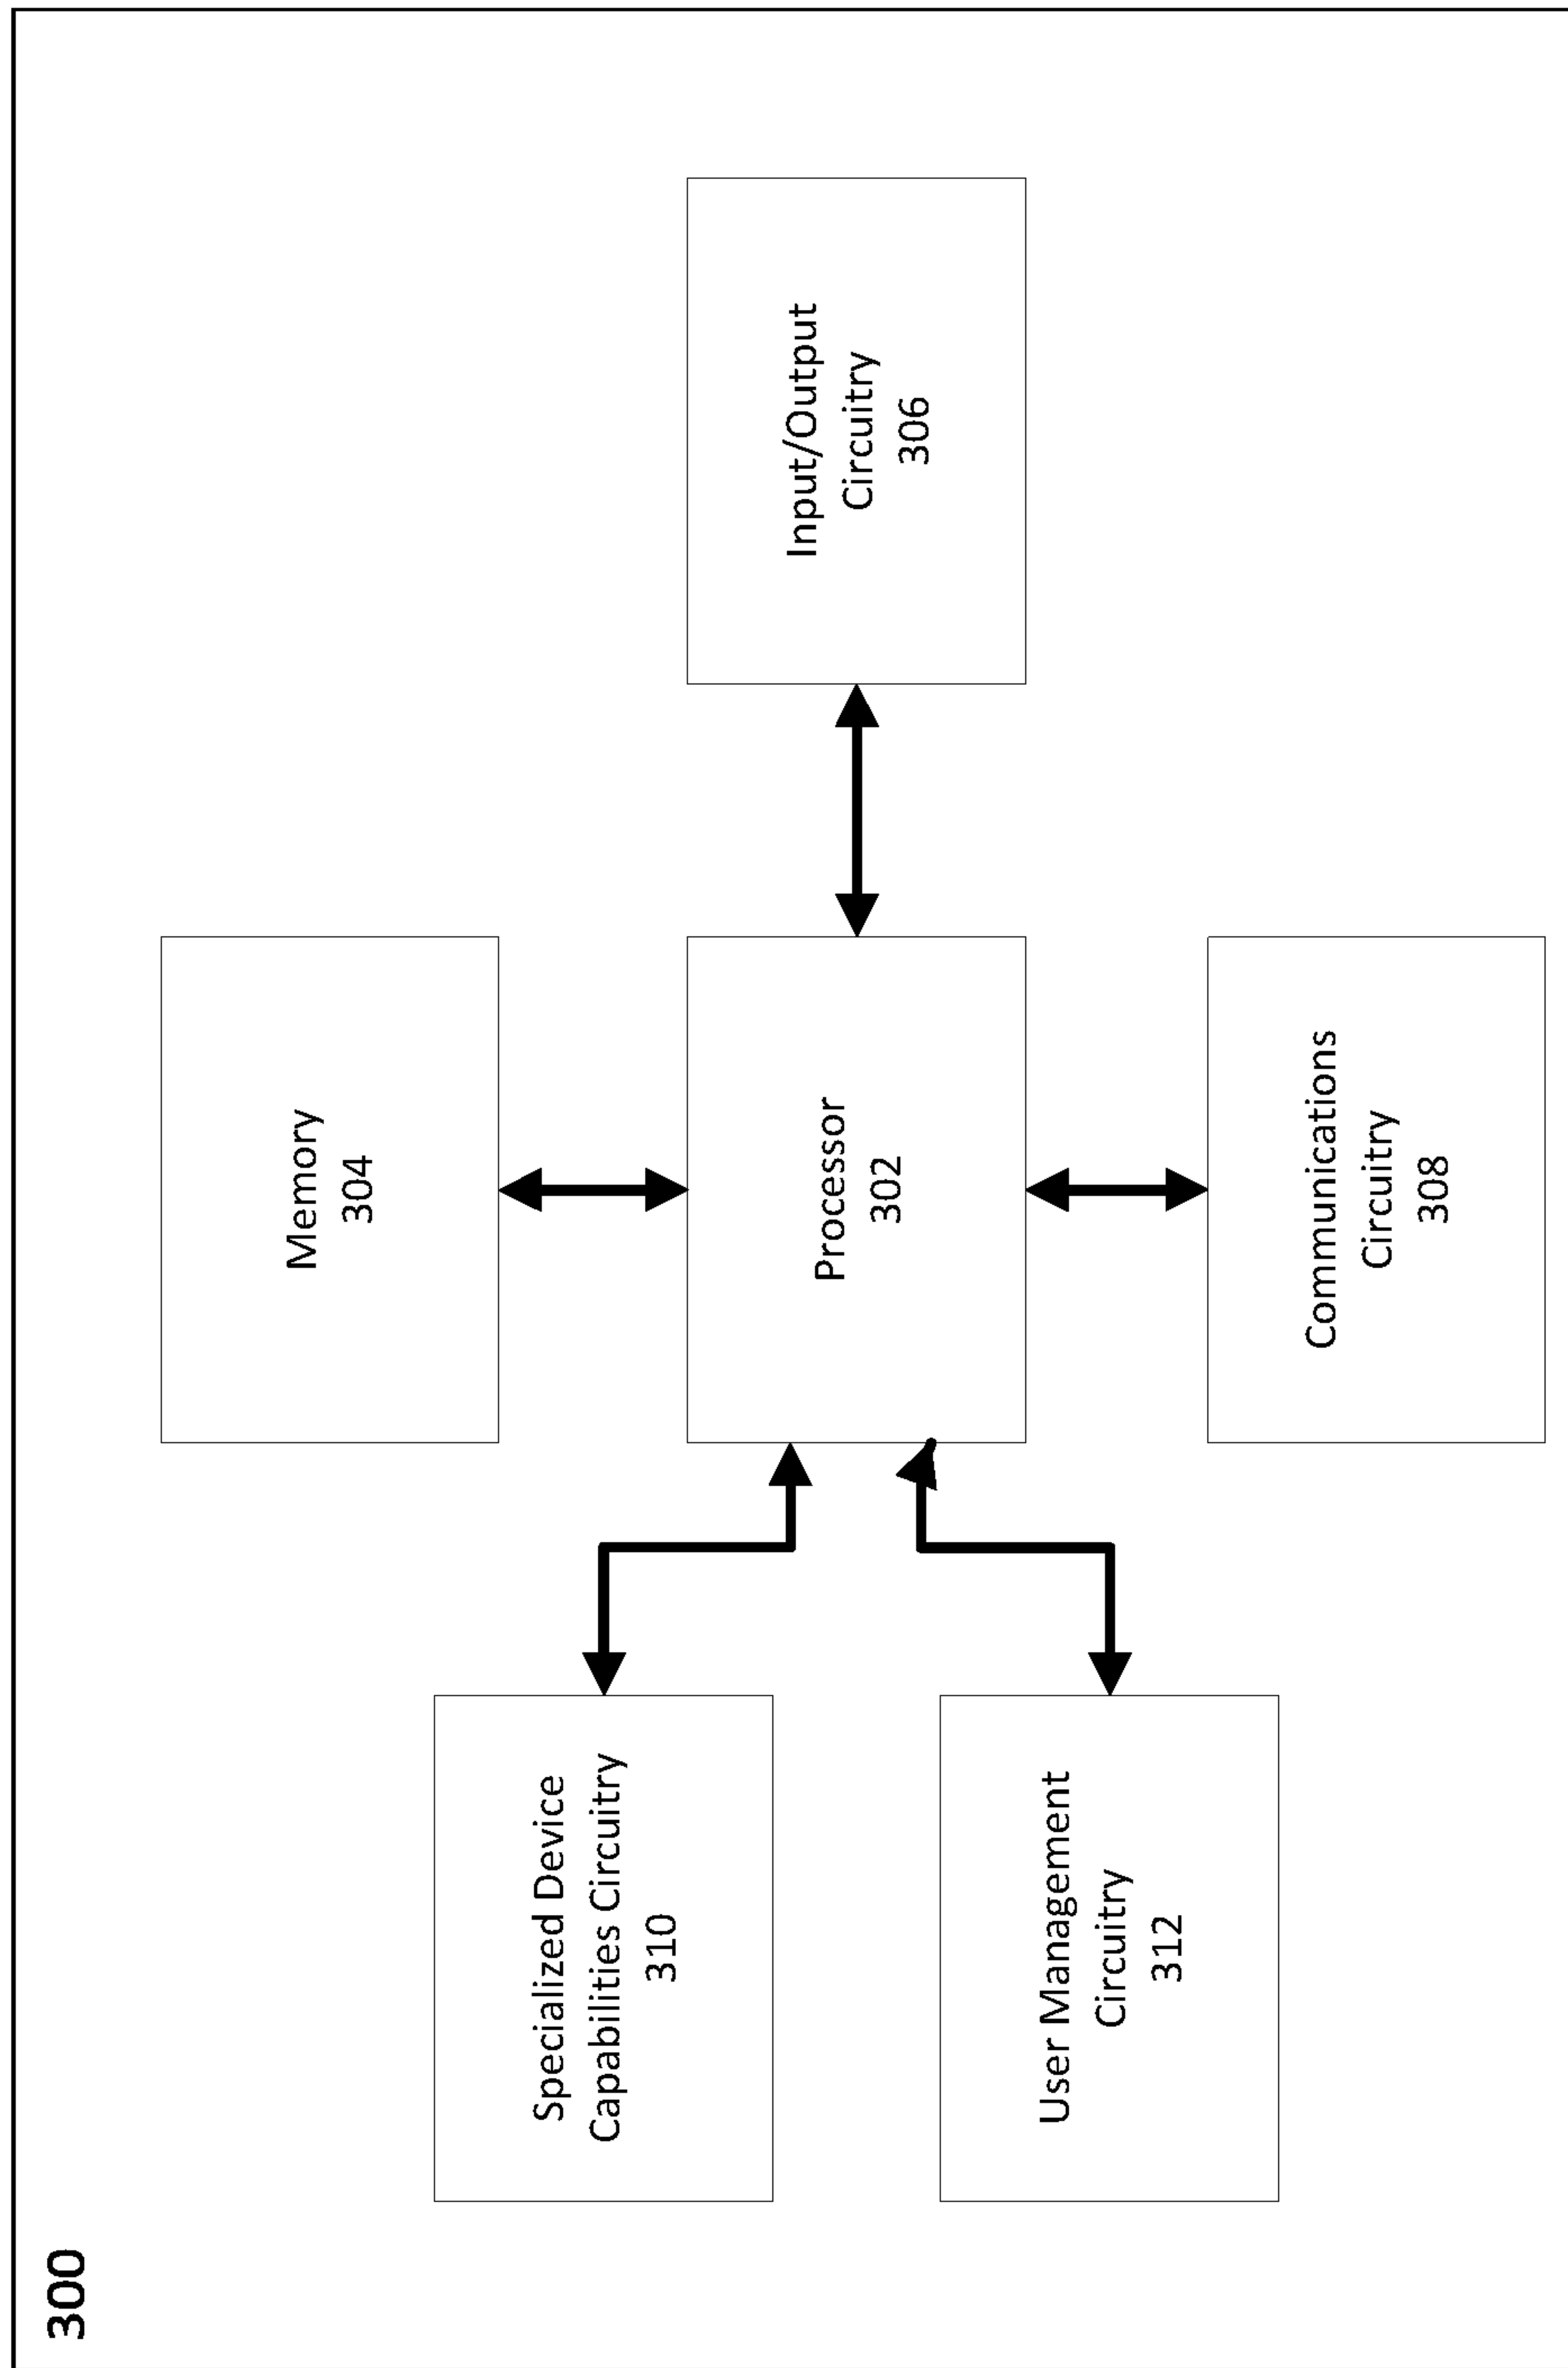 300
Memory
304
Specialized Device
Capabilities Circuitry
310
Processor
302
Input/Output
Circuitry
306
User Management
Circuitry
312
Communications
Circuitry
308